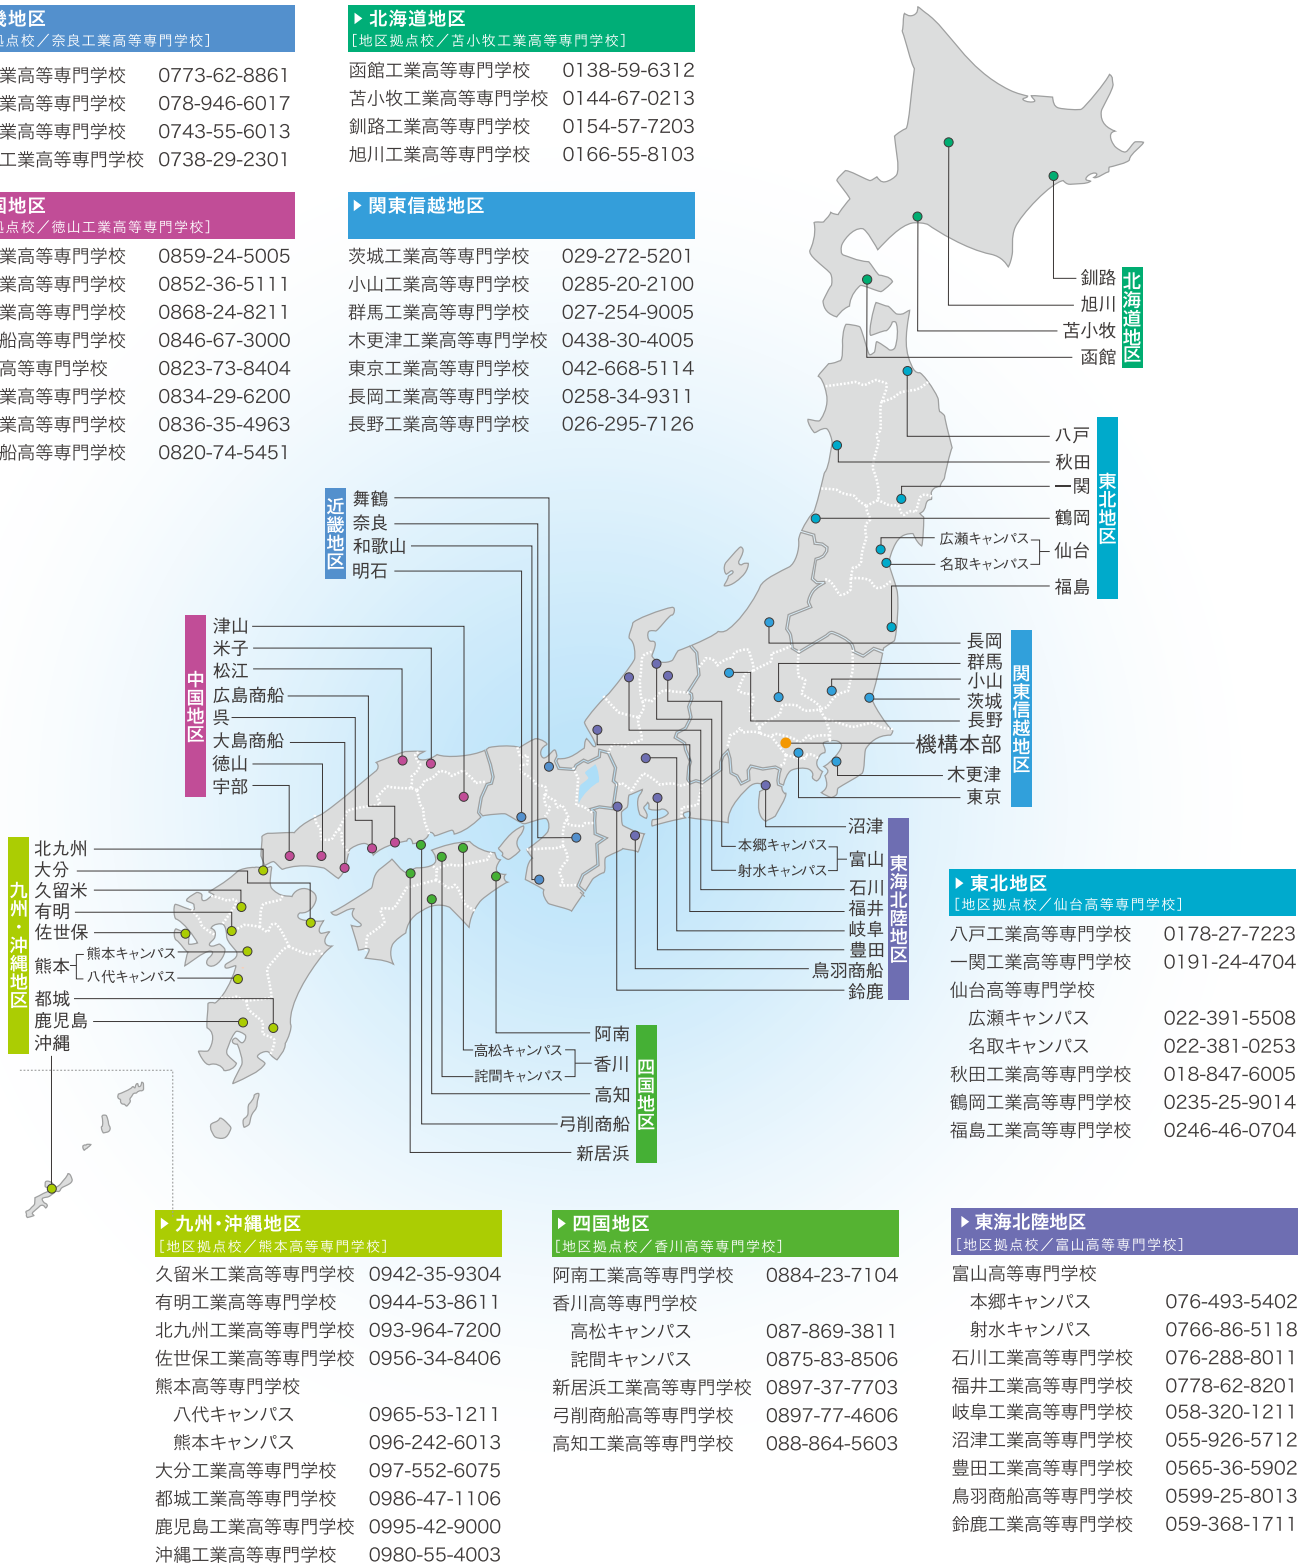 地区
点校／奈良工業高等専門学校］
業高等専門学校 0773-62-8861
業高等専門学校 078-946-6017
業高等専門学校 0743-55-6013
工業高等専門学校 0738-29-2301
地区
点校／徳山工業高等専門学校］
業高等専門学校 0859-24-5005
業高等専門学校 0852-36-5111
業高等専門学校 0868-24-8211
船高等専門学校 0846-67-3000
高等専門学校 0823-73-8404
業高等専門学校 0834-29-6200
業高等専門学校 0836-35-4963
船高等専門学校 0820-74-5451
北海道地区
［地区拠点校／苫小牧工業高等専門学校］
函館工業高等専門学校 0138-59-6312
苫小牧工業高等専門学校 0144-67-0213
釧路工業高等専門学校 0154-57-7203
旭川工業高等専門学校 0166-55-8103
関東信越地区
茨城工業高等専門学校 029-272-5201
小山工業高等専門学校 0285-20-2100
群馬工業高等専門学校 027-254-9005
木更津工業高等専門学校 0438-30-4005
東京工業高等専門学校 042-668-5114
長岡工業高等専門学校 0258-34-9311
長野工業高等専門学校 026-295-7126
北海道地区
釧路
旭川
苫小牧
函館
東北地区
八戸
秋田
一関
鶴岡
広瀬キャンパス
仙台
名取キャンパス
福島
関東信越地区
長岡
群馬
小山
茨城
長野
機構本部
木更津
東京
近畿地区
舞鶴
奈良
和歌山
明石
中国地区
津山
米子
松江
広島商船
呉
大島商船
徳山
宇部
九州・沖縄地区
北九州
大分
久留米
有明
佐世保
熊本キャンパス
熊本
八代キャンパス
都城
鹿児島
沖縄
東海北陸地区
沼津
本郷キャンパス
富山
射水キャンパス
石川
福井
岐阜
豊田
鳥羽商船
鈴鹿
四国地区
阿南
高松キャンパス
香川
詫間キャンパス
高知
弓削商船
新居浜
東北地区
［地区拠点校／仙台高等専門学校］
八戸工業高等専門学校 0178-27-7223
一関工業高等専門学校 0191-24-4704
仙台高等専門学校
広瀬キャンパス 022-391-5508
名取キャンパス 022-381-0253
秋田工業高等専門学校 018-847-6005
鶴岡工業高等専門学校 0235-25-9014
福島工業高等専門学校 0246-46-0704
九州・沖縄地区
［地区拠点校／熊本高等専門学校］
久留米工業高等専門学校 0942-35-9304
有明工業高等専門学校 0944-53-8611
北九州工業高等専門学校 093-964-7200
佐世保工業高等専門学校 0956-34-8406
熊本高等専門学校
八代キャンパス 0965-53-1211
熊本キャンパス 096-242-6013
大分工業高等専門学校 097-552-6075
都城工業高等専門学校 0986-47-1106
鹿児島工業高等専門学校 0995-42-9000
沖縄工業高等専門学校 0980-55-4003
四国地区
［地区拠点校／香川高等専門学校］
阿南工業高等専門学校 0884-23-7104
香川高等専門学校
高松キャンパス 087-869-3811
詫間キャンパス 0875-83-8506
新居浜工業高等専門学校 0897-37-7703
弓削商船高等専門学校 0897-77-4606
高知工業高等専門学校 088-864-5603
東海北陸地区
［地区拠点校／富山高等専門学校］
富山高等専門学校
本郷キャンパス 076-493-5402
射水キャンパス 0766-86-5118
石川工業高等専門学校 076-288-8011
福井工業高等専門学校 0778-62-8201
岐阜工業高等専門学校 058-320-1211
沼津工業高等専門学校 055-926-5712
豊田工業高等専門学校 0565-36-5902
鳥羽商船高等専門学校 0599-25-8013
鈴鹿工業高等専門学校 059-368-1711